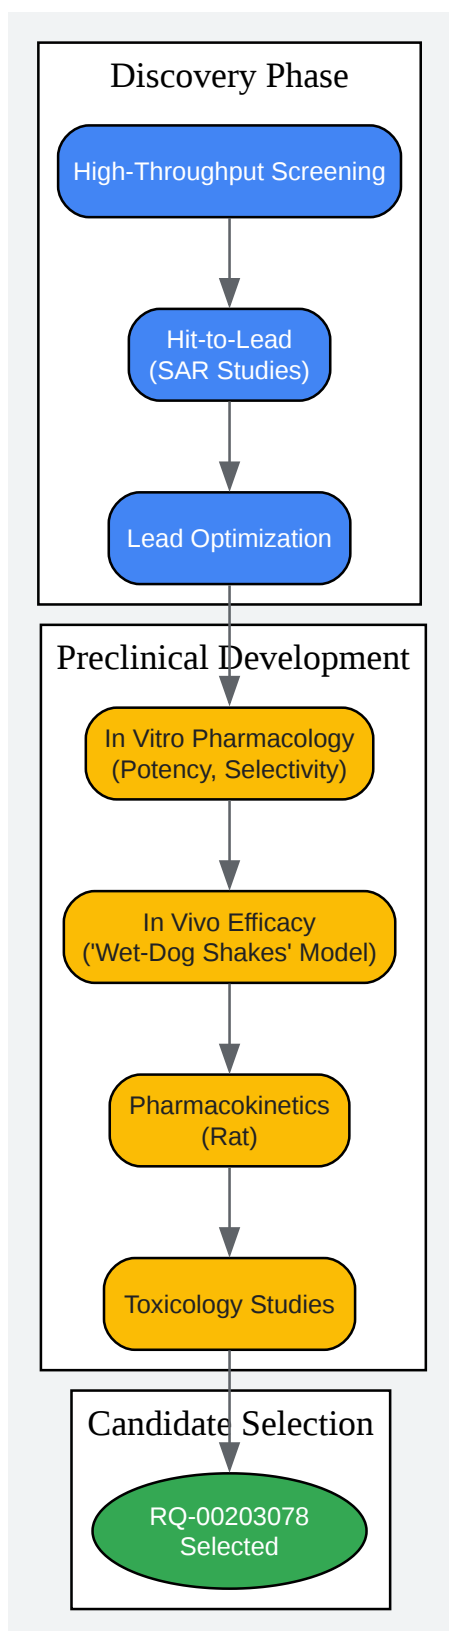 Discovery Phase
High-Throughput Screening
Hit-to-Lead
(SAR Studies)
Lead Optimization
Preclinical Development
In Vitro Pharmacology
(Potency, Selectivity)
In Vivo Efficacy
('Wet-Dog Shakes' Model)
Pharmacokinetics
(Rat)
Toxicology Studies
Candidate Selection
RQ-00203078
Selected